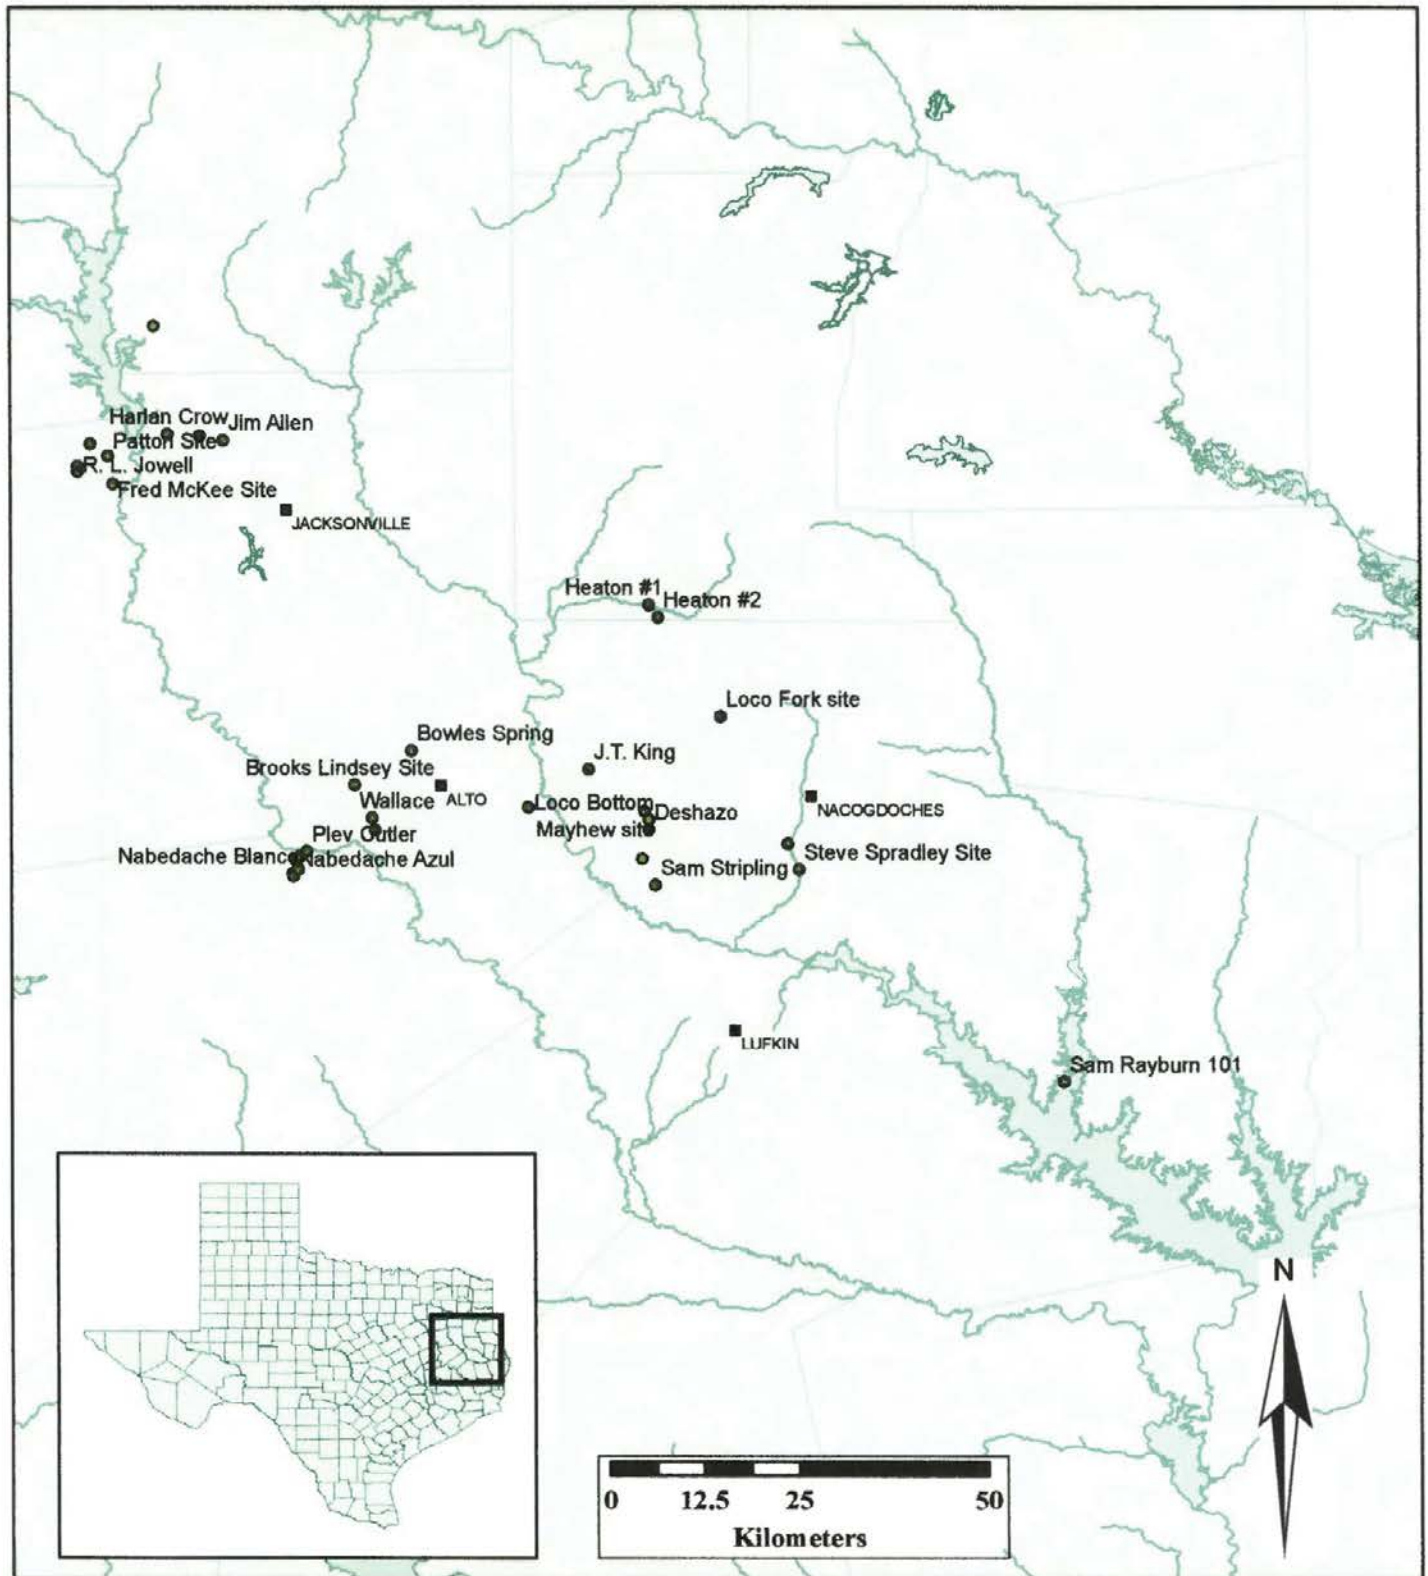 Harlan Crow
Jim Allen
Patton Site
R. L. Jowell
Fred McKee Site
JACKSONVILLE
Heaton #1
Heaton #2
Loco Fork site
Bowles Spring
J.T. King
Brooks Lindsey Site
ALTO
Wallace
Loco Bottom
Deshazo
NACOGDOCHES
Mayhew site
Plev Cutler
Nabedache Blanco
Nabedache Azul
Steve Spradley Site
Sam Stripling
LUFKIN
Sam Rayburn 101
N
0 12.5 25 50
Kilometers